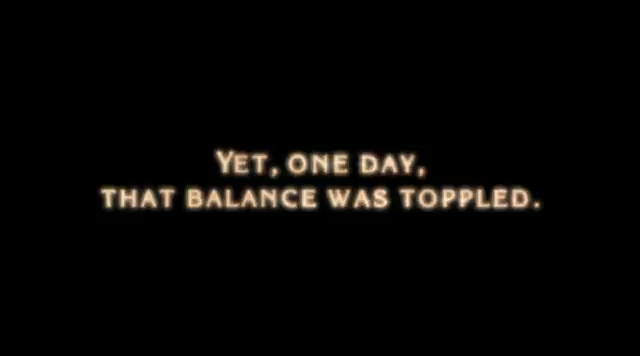 Yet, one day,
that balance was toppled.